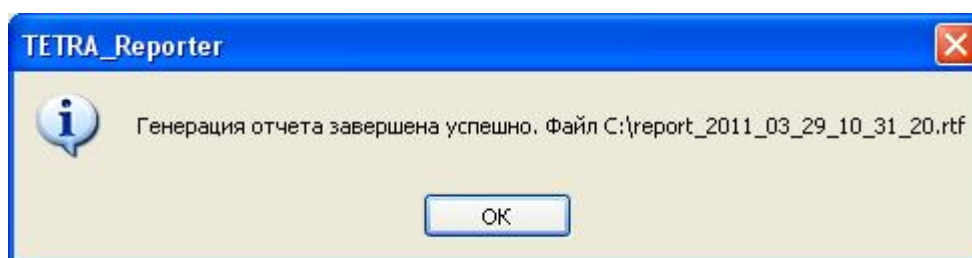 TETRA_Reporter
Генерация отчета завершена успешно. Файл C:\report_2011_03_29_10_31_20.rtf
OK